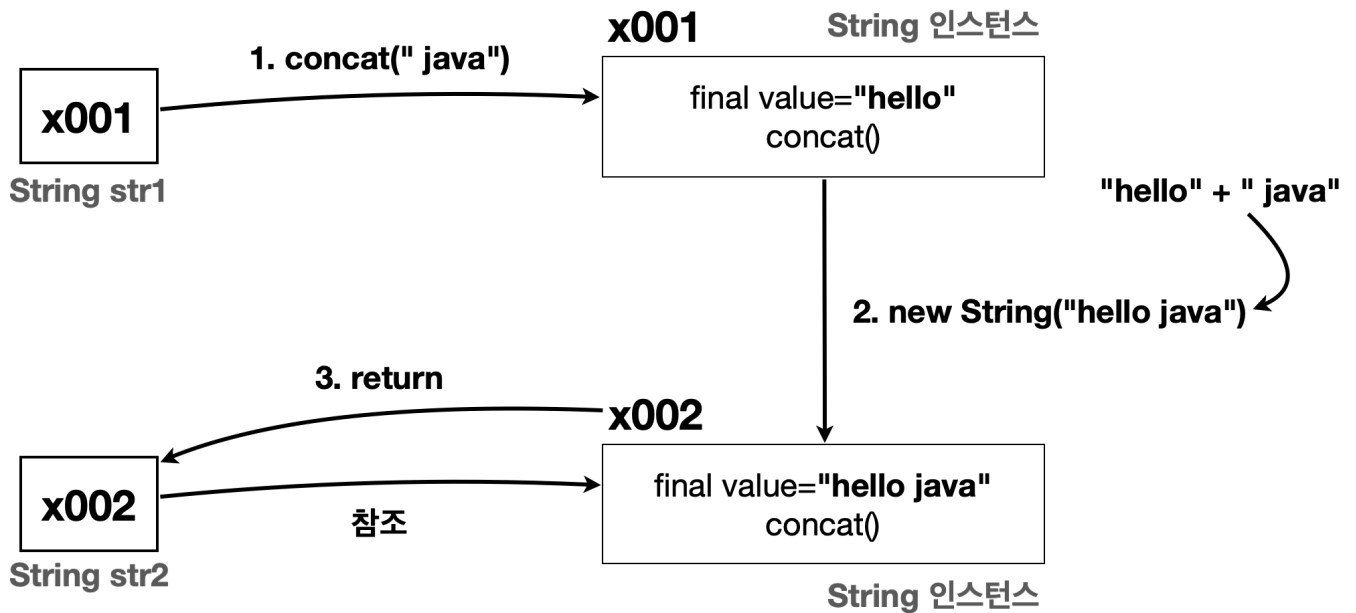 x001
String 인스턴스
1. concat(" java")
x001
String str1
final value="hello"
concat()
"hello" + " java"
2. new String("hello java")
3. return
x002
x002
String str2
참조
final value="hello java"
concat()
String 인스턴스